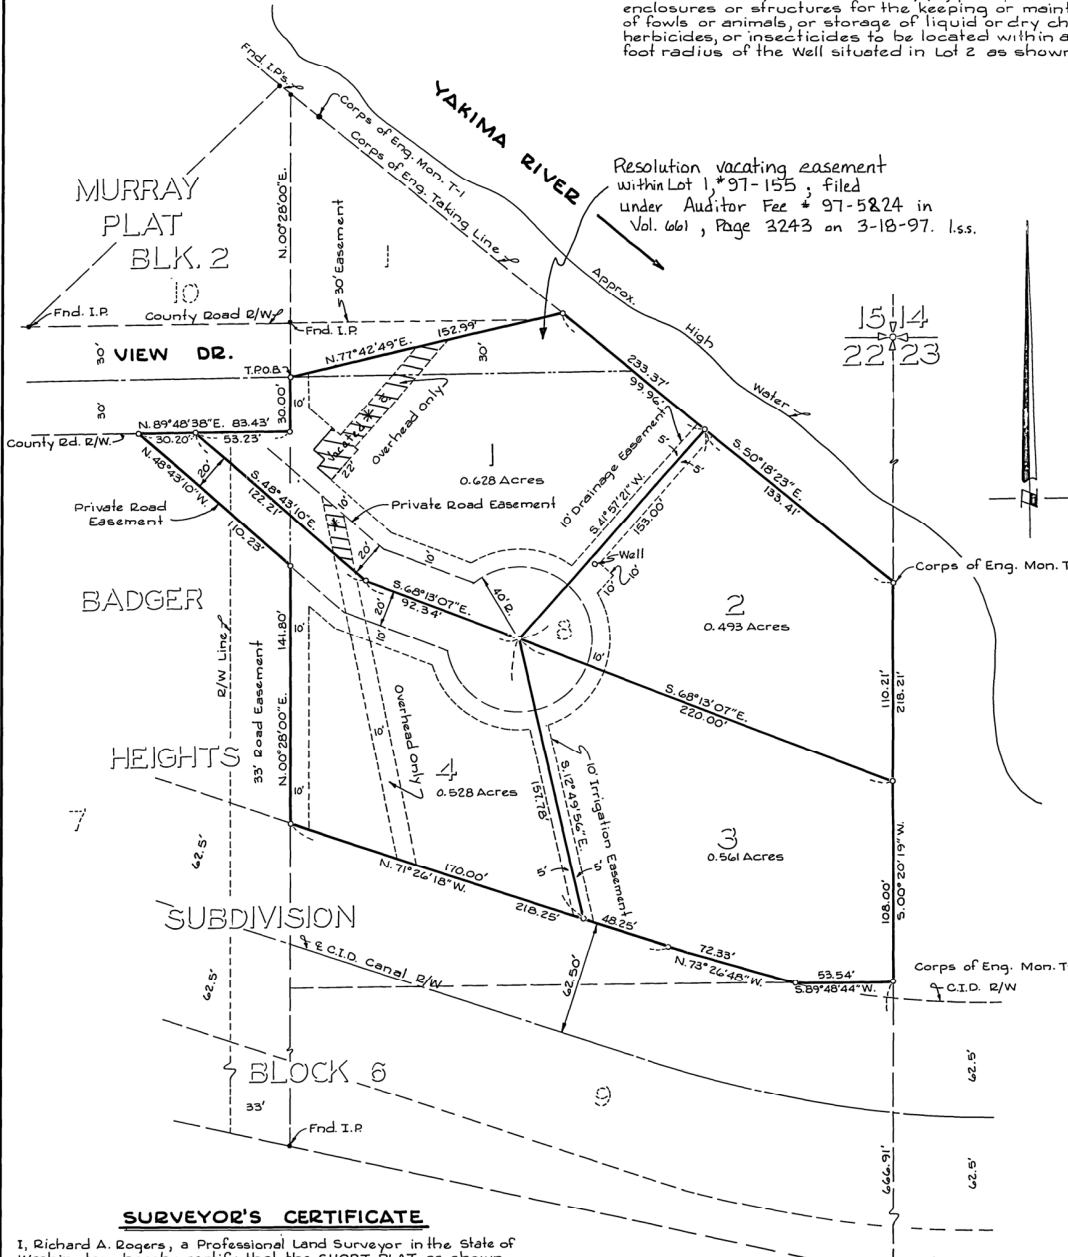 enclosures or structures for the keeping or maint
of fowls or animals, or storage of liquid or dry ch
herbicides, or insecticides to be located within a
foot radius of the Well situated in Lot 2 as shown
Fnd. I.P.'s
Corps of Eng. Mon. T-1
Corps of Eng. Taking Line
YAKIMA RIVER
Resolution vacating easement
within Lot 1, #97-155 ; filed
under Auditor Fee # 97-5824 in
Vol. 661 , Page 3243 on 3-18-97. l.s.s.
MURRAY
PLAT
BLK. 2
10
N.00°28'00"E.
30' Easement
1
Approx.
High
Water
Fnd. I.P.
County Road R/W
Fnd. I.P.
15 14
22 23
30'
VIEW DR.
N.77°42'49"E.
152.99'
30'
T.P.O.B.
30.00'
10'
Vacated
Overhead Only
22'
233.37'
99.96'
30'
N.89°48'38"E. 83.43'
County Rd. R/W.
30.20'
53.23'
20'
N.48°43'10"W.
110.23'
S.48°43'10"E.
122.21'
Private Road
Easement
1
0.628 Acres
10'
Private Road Easement
10' Drainage Easement
5'
5'
S.41°57'21"W.
153.00'
S.50°18'23"E.
133.41'
Well
10'
10'
Corps of Eng. Mon. T
20'
10'
S.68°13'07"E.
92.34'
40'R.
20'
10'
BADGER
2
0.493 Acres
8
10'
S.68°13'07"E.
220.00'
110.21'
218.21'
R/W Line
33' Road Easement
141.80'
N.00°28'00"E.
10'
10'
10'
Overhead Only
HEIGHTS
7
4
0.528 Acres
157.78'
S.12°49'56"E.
10' Irrigation Easement
5'
5'
3
0.561 Acres
108.00'
S.00°20'19"W.
62.5'
170.00'
N.71°26'18"W.
218.25'
48.25'
72.33'
N.73°26'48"W.
53.54'
S.89°48'44"W.
Corps of Eng. Mon. T
C.I.D. R/W
SUBDIVISION
C.I.D. Canal R/W
62.5'
62.50'
BLOCK 6
33'
9
62.5'
62.5'
666.91'
Fnd. I.P.
SURVEYOR'S CERTIFICATE
I, Richard A. Rogers, a Professional Land Surveyor in the State of